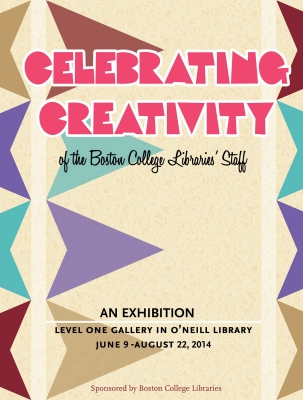 CELEBRATING
CREATIVITY
of the Boston College Libraries' Staff
AN EXHIBITION
LEVEL ONE GALLERY IN O'NEILL LIBRARY
JUNE 9 - AUGUST 22, 2014
Sponsored by Boston College Libraries